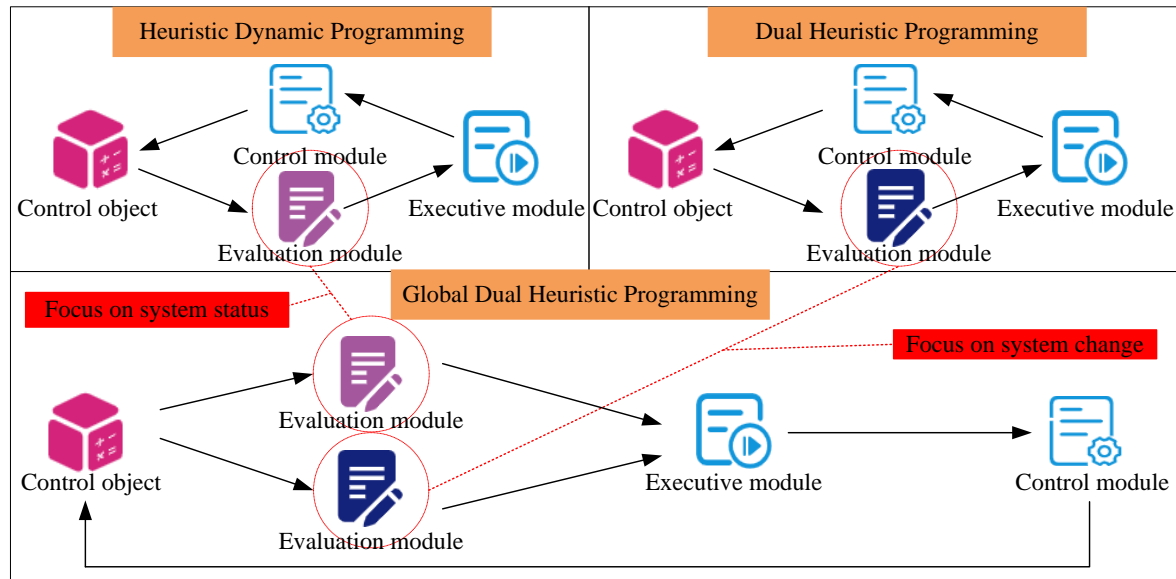 Heuristic Dynamic Programming
Control module
Control object
Executive module
Evaluation module
Dual Heuristic Programming
Control module
Control object
Executive module
Evaluation module
Global Dual Heuristic Programming
Focus on system status
Focus on system change
Evaluation module
Control object
Executive module
Control module
Evaluation module